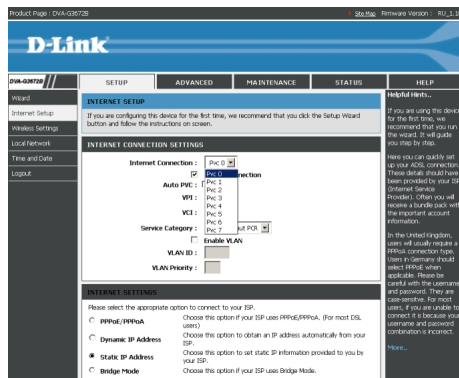 Product Page : DVA-G3672B
Site Map
Firmware Version : RU_1.10
D-Link
DVA-G3672B
SETUP
ADVANCED
MAINTENANCE
STATUS
HELP
Wizard
Internet Setup
Wireless Settings
Local Network
Time and Date
Logout
INTERNET SETUP
If you are configuring this device for the first time, we recommend that you click the Setup Wizard
button and follow the instructions on screen.
INTERNET CONNECTION SETTINGS
Internet Connection : Pvc 0
Pvc 0
Pvc 1
Pvc 2
Pvc 3
Pvc 4
Pvc 5
Pvc 6
Pvc 7
nnection
Auto PVC :
VPI :
VCI :
Service Category : out PCR
Enable VLAN
VLAN ID :
VLAN Priority :
INTERNET SETTINGS
Please select the appropriate option to connect to your ISP.
PPPoE/PPPoA
Choose this option if your ISP uses PPPoE/PPPoA. (For most DSL
users)
Dynamic IP Address
Choose this option to obtain an IP address automatically from your
ISP.
Static IP Address
Choose this option to set static IP information provided to you by
your ISP.
Bridge Mode
Choose this option if your ISP uses Bridge Mode.
Helpful Hints..
If you are using this device
for the first time, we
recommend that you run
the wizard. It will guide
you step by step.
Here you can quickly set
up your ADSL connection.
These details should have
been provided by your ISP
(Internet Service
Provider). Often you will
receive a bundle pack with
the important account
information.
In the United Kingdom,
users will usually require a
PPPoA connection type.
Users in Germany should
select PPPoE when
applicable. Please be
careful with the username
and password. They are
case-sensitive. For most
users, if you are unable to
connect it is because your
username and password
combination is incorrect.
More...